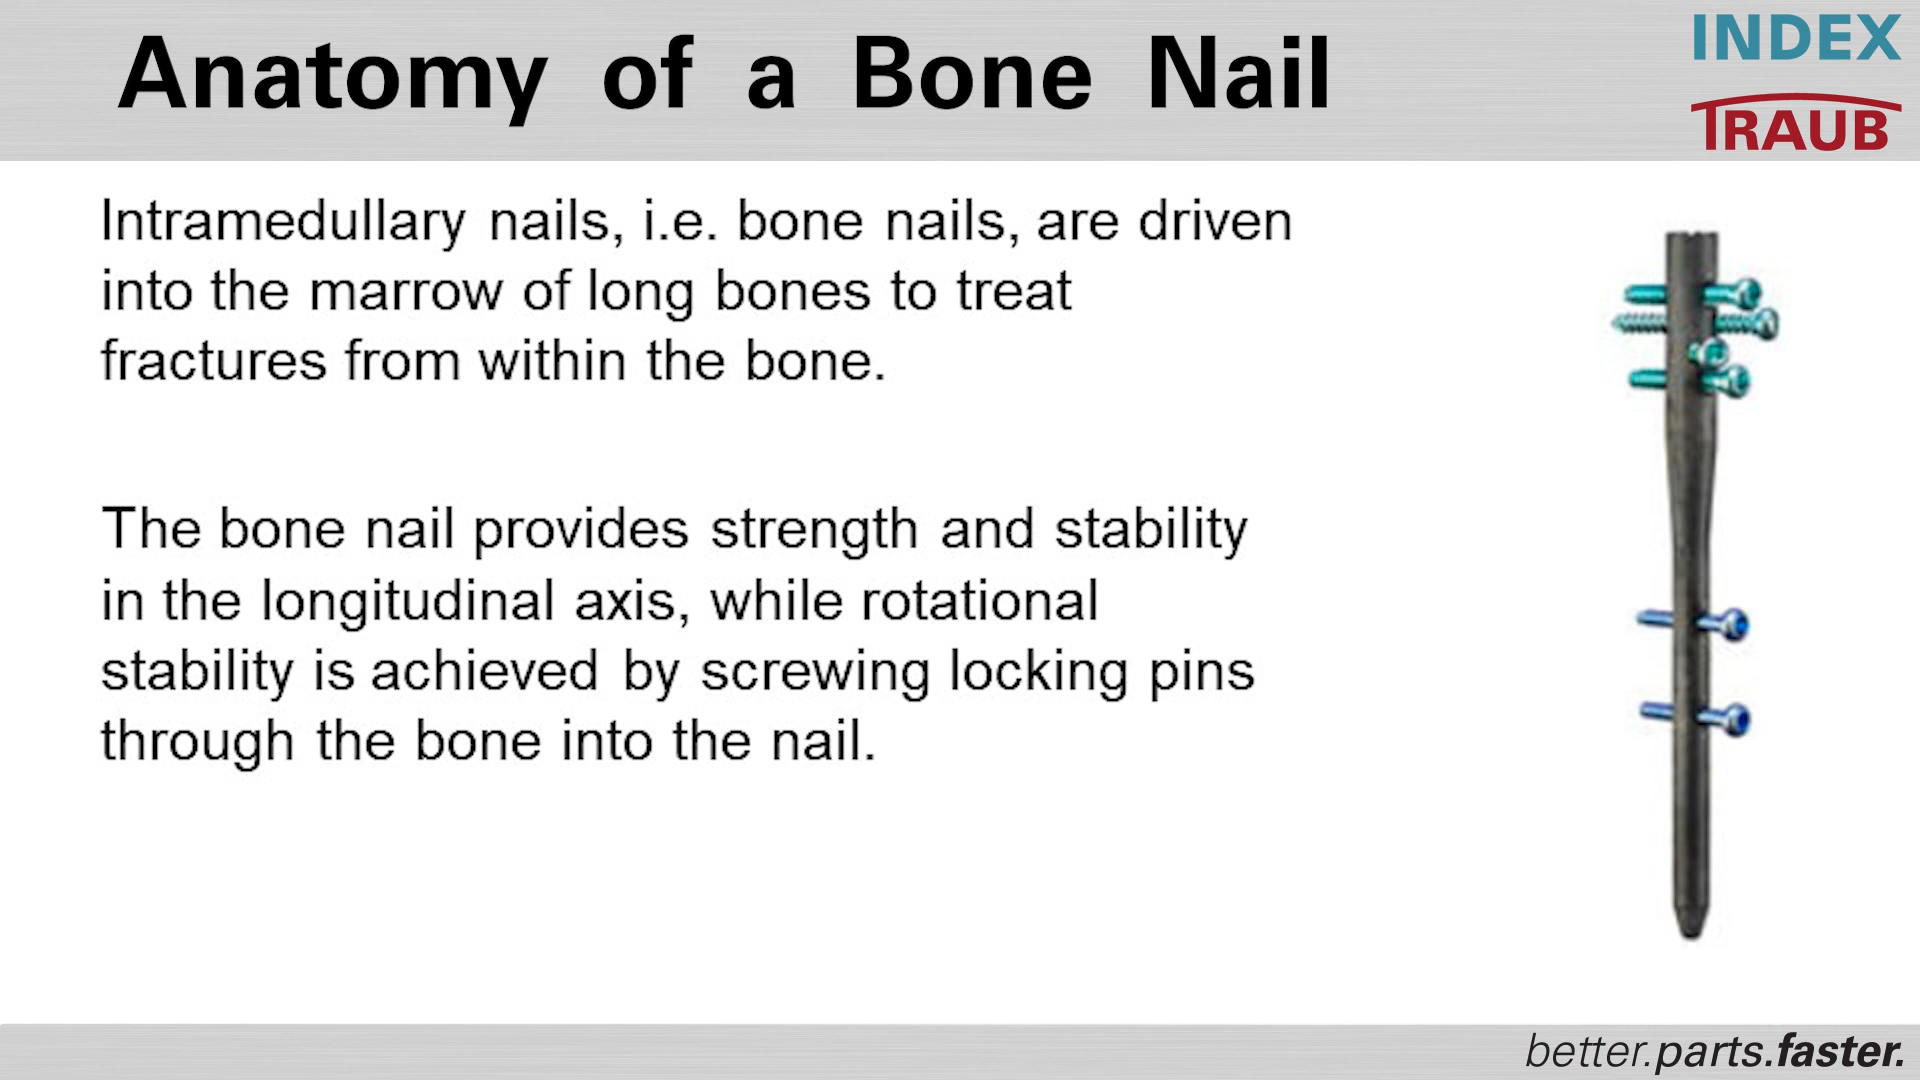 Anatomy of a Bone Nail
INDEX
TRAUB
Intramedullary nails, i.e. bone nails, are driven
into the marrow of long bones to treat
fractures from within the bone.
The bone nail provides strength and stability
in the longitudinal axis, while rotational
stability is achieved by screwing locking pins
through the bone into the nail.
better.parts.faster.